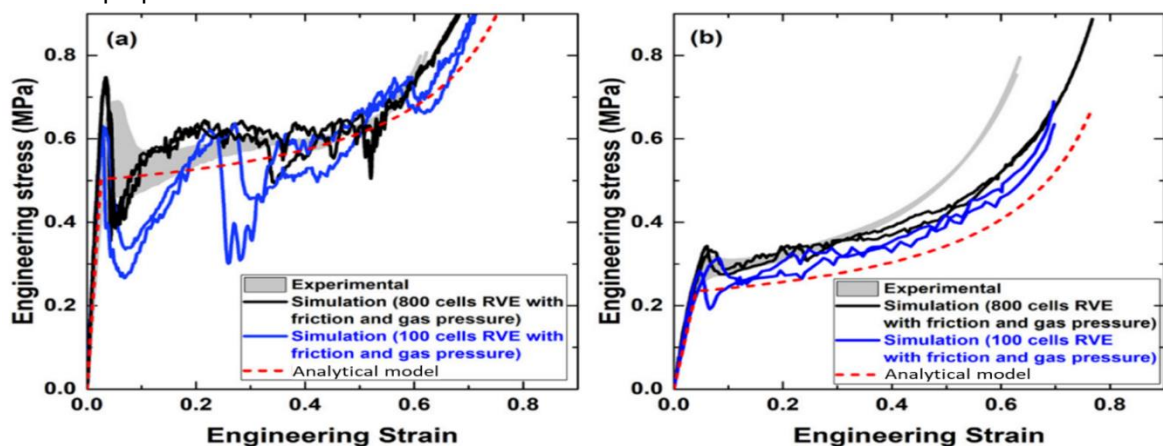 (a)
Engineering stress (MPa)
0.8
0.6
0.4
0.2
0.0
Experimental
Simulation (800 cells RVE with
friction and gas pressure)
Simulation (100 cells RVE
with friction and gas pressure)
Analytical model
0.0 0.2 0.4 0.6 0.8
Engineering Strain
(b)
Engineering stress (MPa)
0.8
0.6
0.4
0.2
0.0
Experimental
Simulation (800 cells RVE
with friction and gas pressure)
Simulation (100 cells RVE
with friction and gas pressure)
Analytical model
0.0 0.2 0.4 0.6 0.8
Engineering Strain